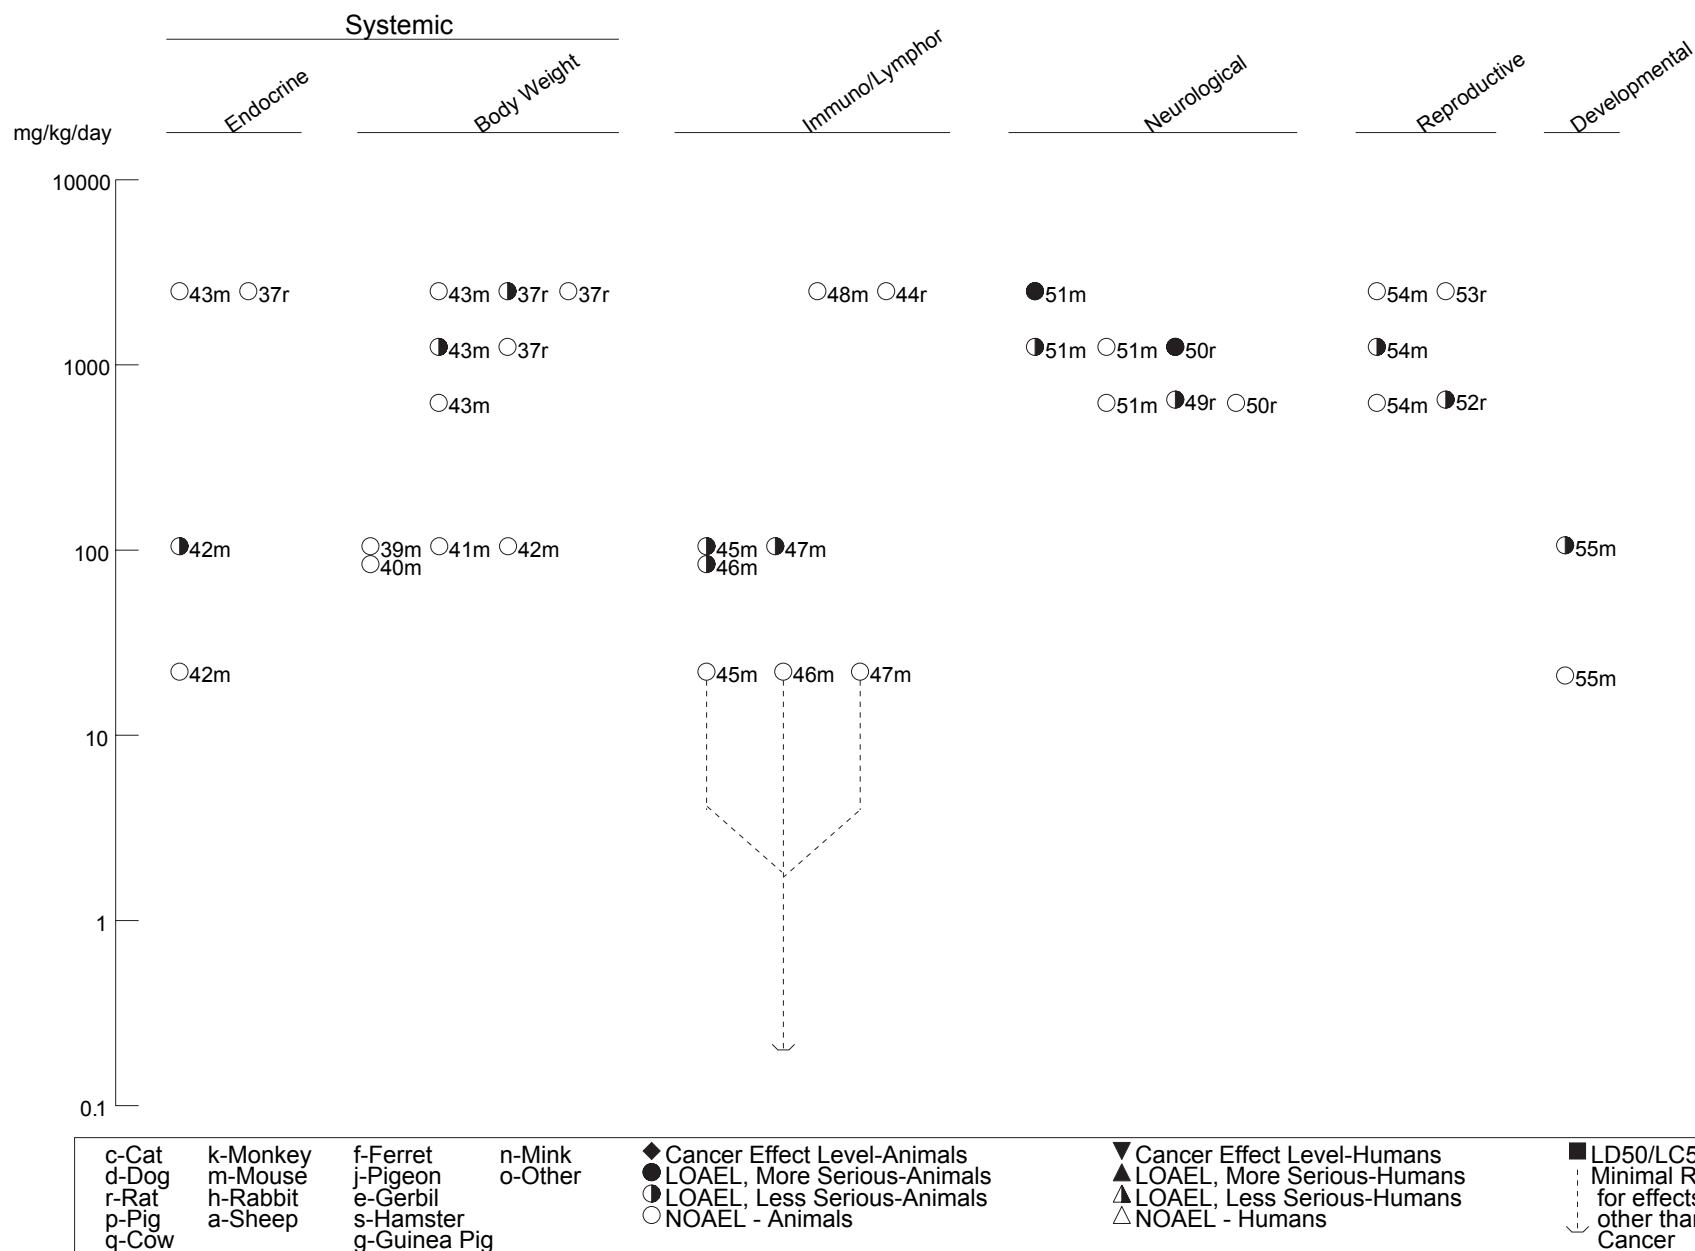 Systemic
Endocrine
Body Weight
Immuno/Lymphor
Neurological
Reproductive
Developmental
mg/kg/day
10000
43m 37r 43m 37r 37r 48m 44r 51m 54m 53r
43m 37r 51m 51m 50r 54m
1000
43m 51m 49r 50r 54m 52r
100
42m 39m 41m 42m 45m 47m 55m
40m 46m
42m 45m 46m 47m 55m
10
1
0.1
c-Cat k-Monkey f-Ferret n-Mink Cancer Effect Level-Animals Cancer Effect Level-Humans LD50/LC5
d-Dog m-Mouse j-Pigeon o-Other LOAEL, More Serious-Animals LOAEL, More Serious-Humans Minimal R
r-Rat h-Rabbit e-Gerbil LOAEL, Less Serious-Animals LOAEL, Less Serious-Humans for effects
p-Pig a-Sheep s-Hamster NOAEL - Animals NOAEL - Humans other than
q-Cow g-Guinea Pig Cancer